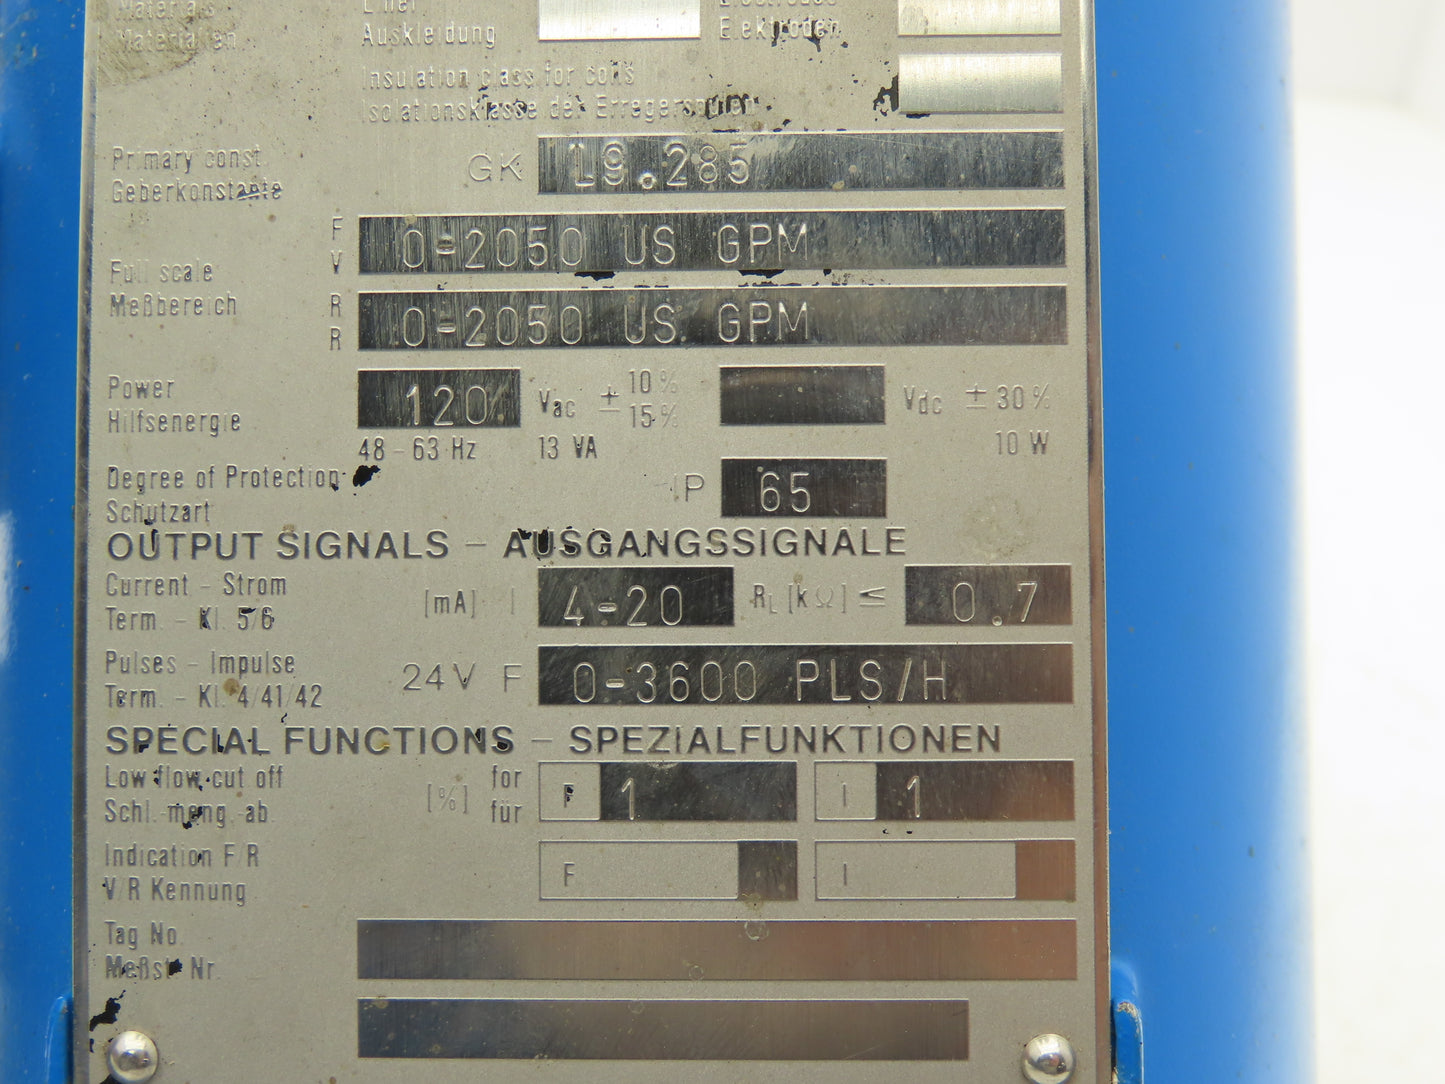 Materials Liner Electrodes
Materialien Auskleidung Elektroden
Insulation class for coils
Isolationsklasse der Erregerspulen
Primary const. GK 19.285
Geberkonstante
F 0-2050 US GPM
V
Full scale
Meßbereich R 0-2050 US GPM
R
Power 120 Vac + 10% Vdc ± 30%
Hilfsenergie - 15%
48 - 63 Hz 13 VA 10 W
Degree of Protection IP 65
Schutzart
OUTPUT SIGNALS - AUSGANGSSIGNALE
Current - Strom [mA] I 4-20 RL [kΩ] ≤ 0.7
Term. - Kl. 5/6
Pulses - Impulse 24V F 0-3600 PLS/H
Term. - Kl. 4/41/42
SPECIAL FUNCTIONS - SPEZIALFUNKTIONEN
Low flow cut off [%] for F 1 I 1
Schl.-meng.-ab. für
Indication F/R F I
V/R Kennung
Tag No.
Meßst. Nr.